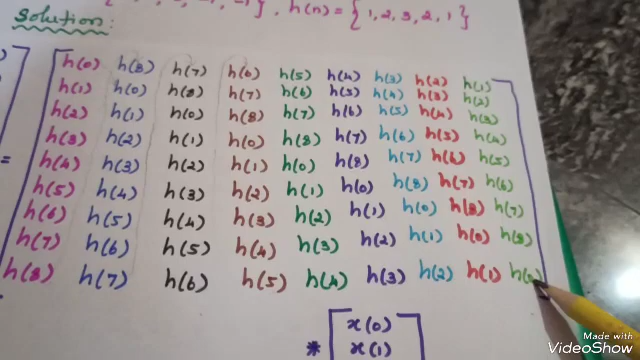 -1, -1}, h(n) = { 1, 2, 3, 2, 1 }
Solution:
h(0) h(8) h(7) h(6) h(5) h(4) h(3) h(2) h(1)
h(1) h(0) h(8) h(7) h(6) h(5) h(4) h(3) h(2)
h(2) h(1) h(0) h(8) h(7) h(6) h(5) h(4) h(3)
h(3) h(2) h(1) h(0) h(8) h(7) h(6) h(5) h(4)
= h(4) h(3) h(2) h(1) h(0) h(8) h(7) h(6) h(5)
h(5) h(4) h(3) h(2) h(1) h(0) h(8) h(7) h(6)
h(6) h(5) h(4) h(3) h(2) h(1) h(0) h(8) h(7)
h(7) h(6) h(5) h(4) h(3) h(2) h(1) h(0) h(8)
h(8) h(7) h(6) h(5) h(4) h(3) h(2) h(1) h(0)
x(0)
* x(1)
Made with
VideoShow